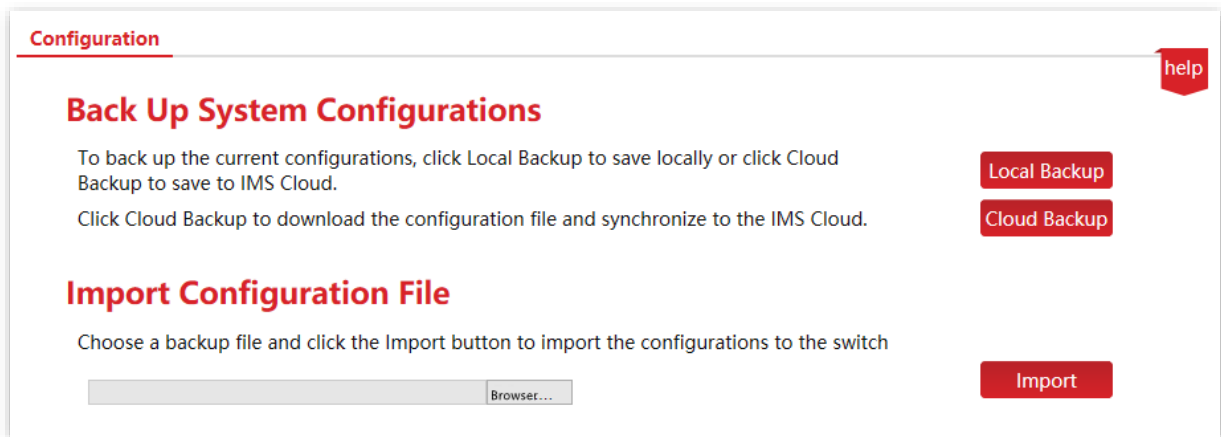 Configuration
help
Back Up System Configurations
To back up the current configurations, click Local Backup to save locally or click Cloud
Backup to save to IMS Cloud.
Local Backup
Click Cloud Backup to download the configuration file and synchronize to the IMS Cloud.
Cloud Backup
Import Configuration File
Choose a backup file and click the Import button to import the configurations to the switch
Browser...
Import